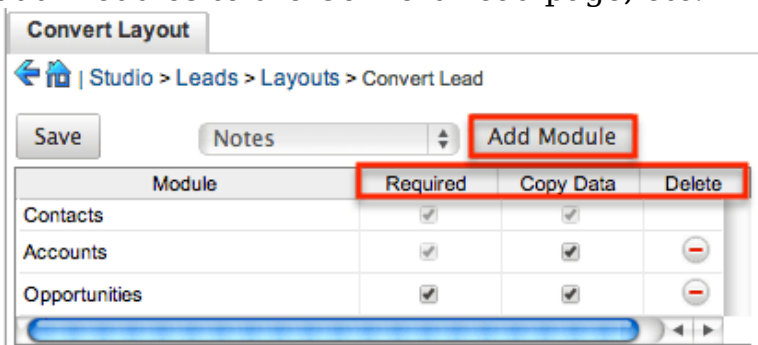 Convert Layout
| Studio > Leads > Layouts > Convert Lead
Save Notes Add Module
Module Required Copy Data Delete
Contacts
Accounts
Opportunities